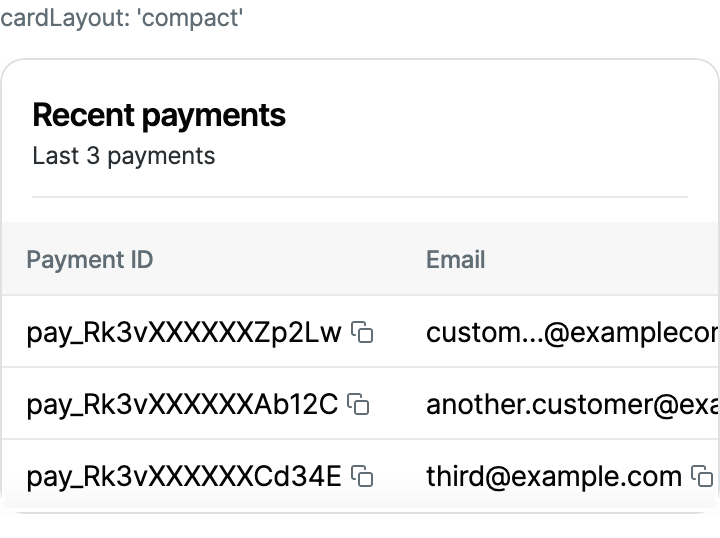 cardLayout: 'compact'
Recent payments
Last 3 payments
Payment ID Email
pay_Rk3vXXXXXXZp2Lw custom...@examplecor
pay_Rk3vXXXXXXAb12C another.customer@exa
pay_Rk3vXXXXXXCd34E third@example.com